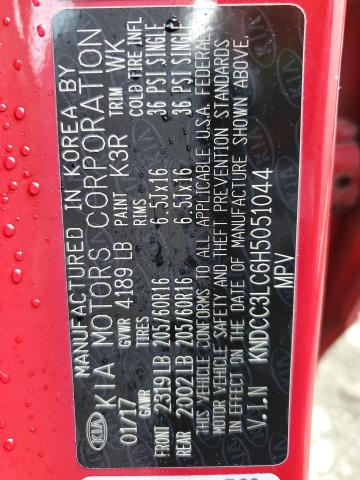 MANUFACTURED IN KOREA BY
KIA KIA MOTORS CORPORATION
01/17 GVWR 4189 LB PAINT K3R TRIM WK
GAWR TIRES RIMS COLD TIRE INFL
FRONT 2319LB 205/60R16 6.5JX16 36 PSI SINGLE
REAR 2002LB 205/60R16 6.5JX16 36 PSI SINGLE
THIS VEHICLE CONFORMS TO ALL APPLICABLE U.S.A. FEDERAL
MOTOR VEHICLE SAFETY AND THEFT PREVENTION STANDARDS
IN EFFECT ON THE DATE OF MANUFACTURE SHOWN ABOVE.
V.I.N KNDCC3LC6H5051044
MPV